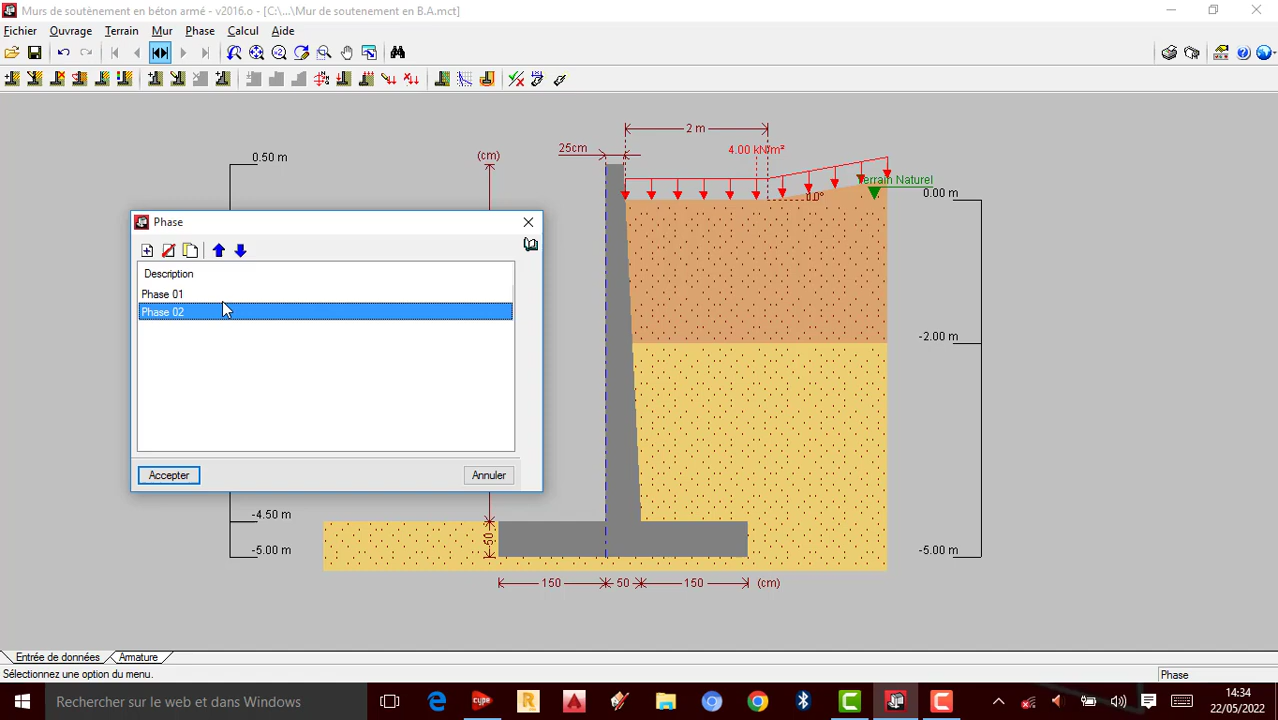 Murs de soutènement en béton armé - v2016.o - [C:\...\Mur de soutenement en B.A.mct]
Fichier Ouvrage Terrain Mur Phase Calcul Aide
2 m
25cm
4.00 kN/m²
0.50 m
(cm)
Terrain Naturel
0.0°
0.00 m
Phase
Description
Phase 01
Phase 02
Accepter Annuler
-2.00 m
-4.50 m
50
-5.00 m
-5.00 m
150 50 150 (cm)
Entrée de données Armature
Sélectionnez une option du menu.
Phase
Rechercher sur le web et dans Windows
14:34
22/05/2022